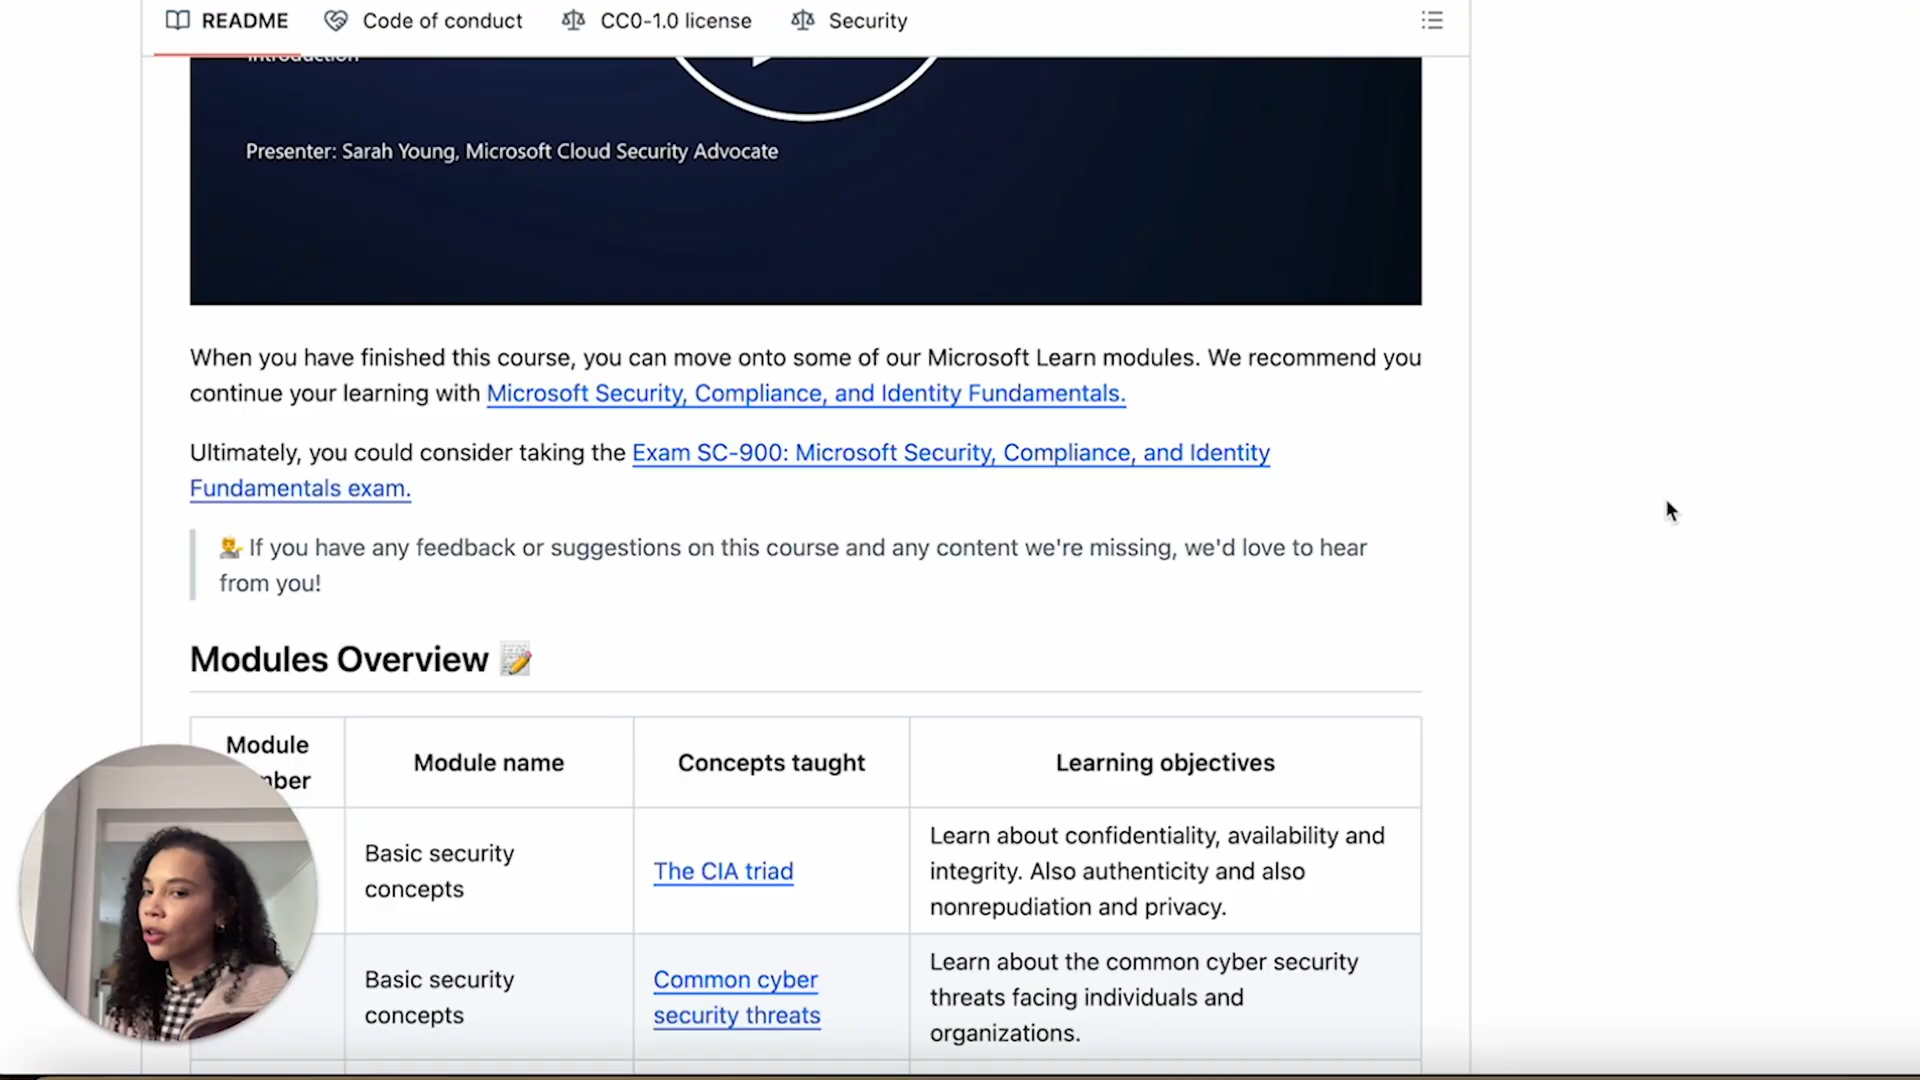 README Code of conduct CC0-1.0 license Security
Introduction
Presenter: Sarah Young, Microsoft Cloud Security Advocate
When you have finished this course, you can move onto some of our Microsoft Learn modules. We recommend you
continue your learning with Microsoft Security, Compliance, and Identity Fundamentals.
Ultimately, you could consider taking the Exam SC-900: Microsoft Security, Compliance, and Identity
Fundamentals exam.
If you have any feedback or suggestions on this course and any content we're missing, we'd love to hear
from you!
Modules Overview
Module
mber
Module name
Concepts taught
Learning objectives
Basic security
concepts
The CIA triad
Learn about confidentiality, availability and
integrity. Also authenticity and also
nonrepudiation and privacy.
Basic security
concepts
Common cyber
security threats
Learn about the common cyber security
threats facing individuals and
organizations.